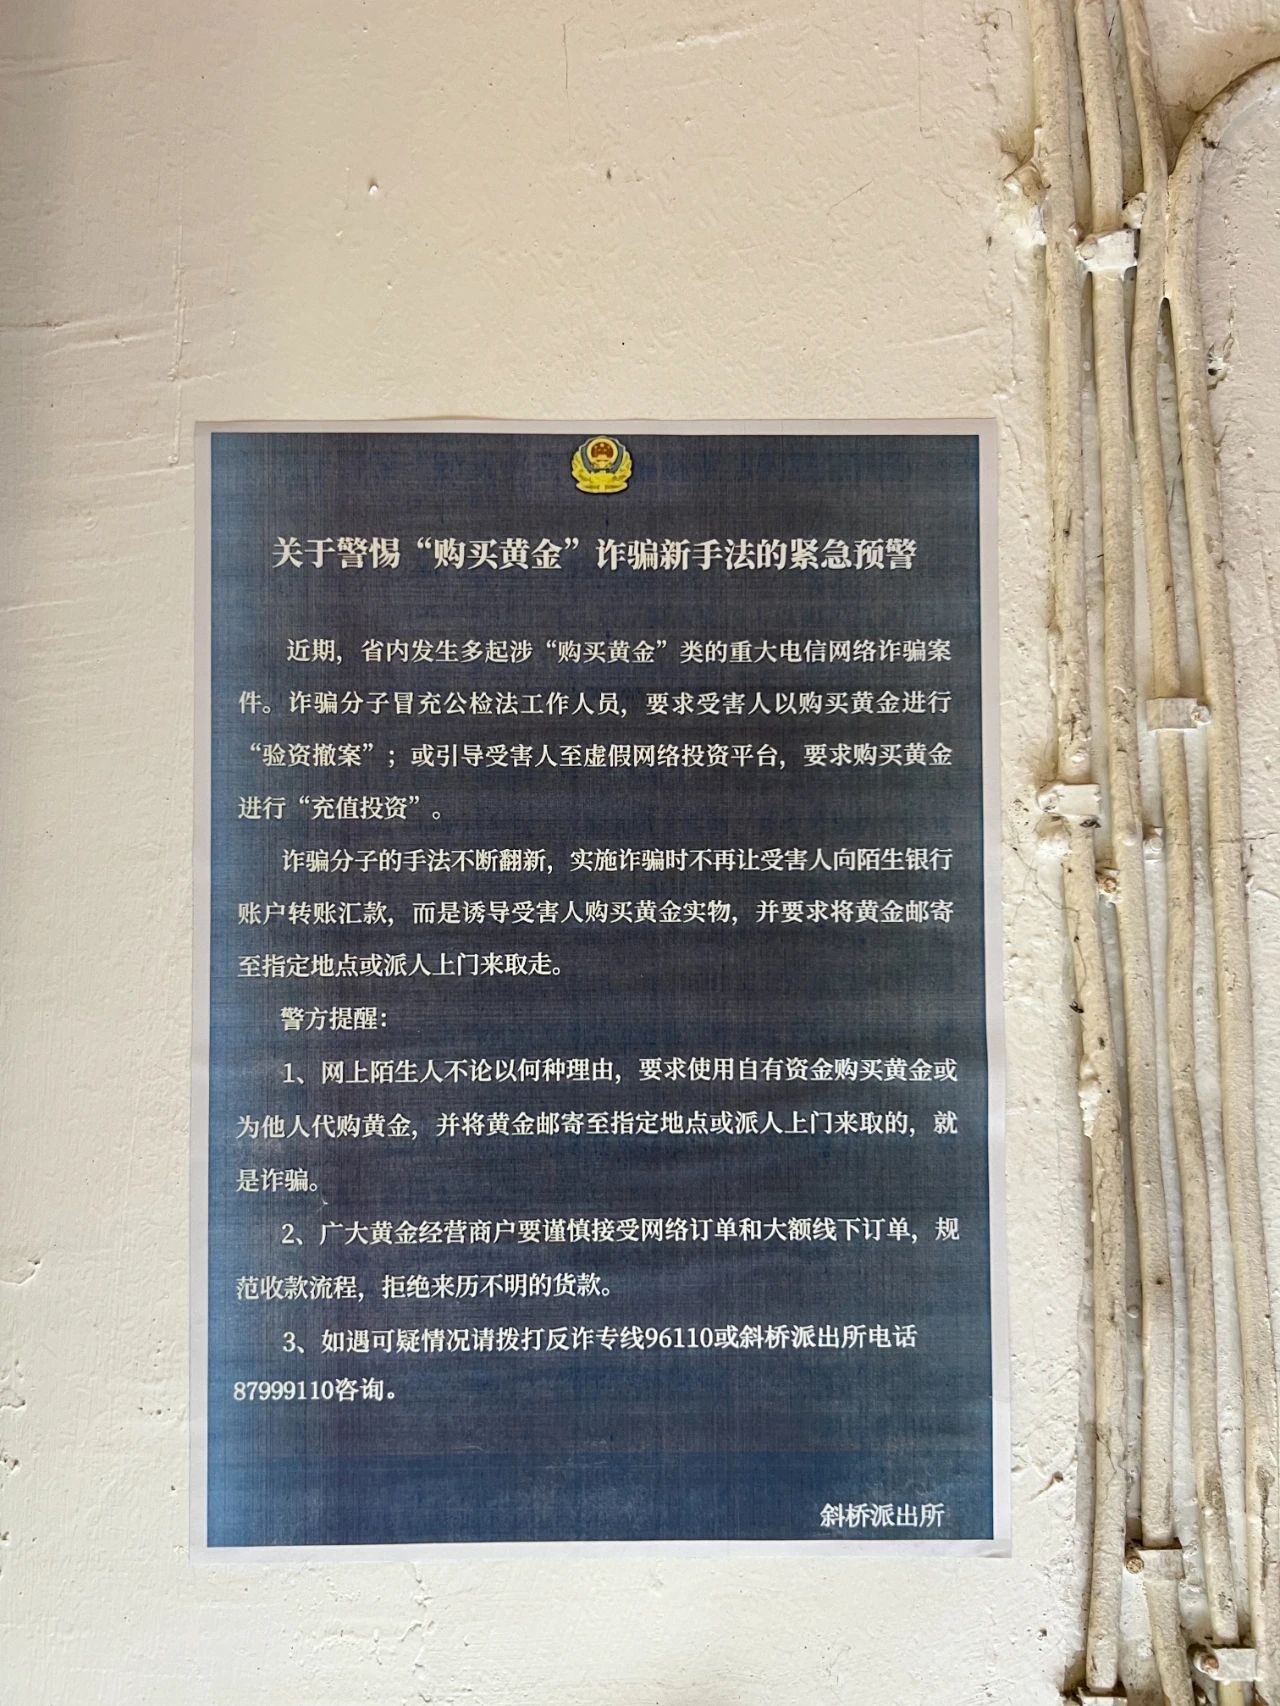 关于警惕“购买黄金”诈骗新手法的紧急预警
近期，省内发生多起涉“购买黄金”类的重大电信网络诈骗案
件。诈骗分子冒充公检法工作人员，要求受害人以购买黄金进行
“验资撤案”；或引导受害人至虚假网络投资平台，要求购买黄金
进行“充值投资”。
诈骗分子的手法不断翻新，实施诈骗时不再让受害人向陌生银行
账户转账汇款，而是诱导受害人购买黄金实物，并要求将黄金邮寄
至指定地点或派人上门来取走。
警方提醒：
1、网上陌生人不论以何种理由，要求使用自有资金购买黄金或
为他人代购黄金，并将黄金邮寄至指定地点或派人上门来取的，就
是诈骗。
2、广大黄金经营商户要谨慎接受网络订单和大额线下订单，规
范收款流程，拒绝来历不明的货款。
3、如遇可疑情况请拨打反诈专线96110或斜桥派出所电话
87999110咨询。
斜桥派出所